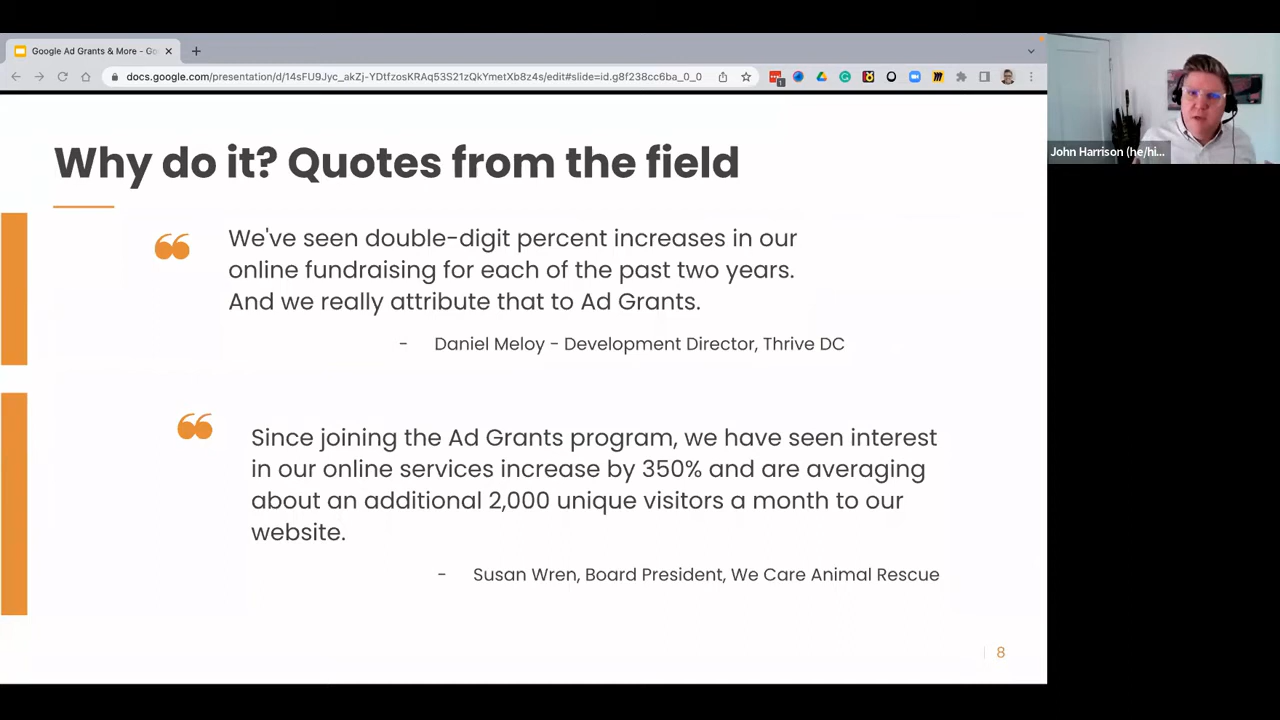 Google Ad Grants & More - Go
docs.google.com/presentation/d/14sFU9Jyc_akZj-YDtfzosKRAq53S21zQkYmetXb8z4s/edit#slide=id.g8f238cc6ba_0_0
1
John Harrison (he/hi...
Why do it? Quotes from the field
“ We've seen double-digit percent increases in our
online fundraising for each of the past two years.
And we really attribute that to Ad Grants.
- Daniel Meloy - Development Director, Thrive DC
“ Since joining the Ad Grants program, we have seen interest
in our online services increase by 350% and are averaging
about an additional 2,000 unique visitors a month to our
website.
- Susan Wren, Board President, We Care Animal Rescue
8